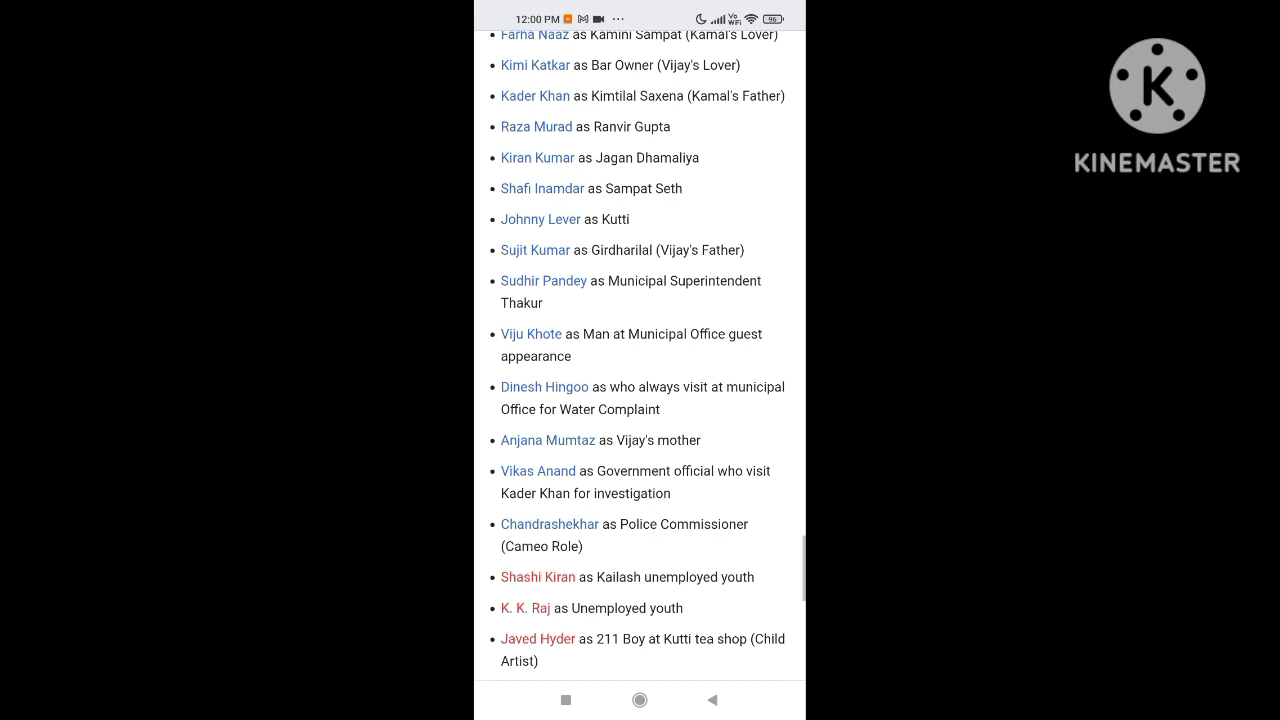 12:00 PM
Vo WiFi
96
Farha Naaz as Kamini Sampat (Kamal's Lover)
Kimi Katkar as Bar Owner (Vijay's Lover)
Kader Khan as Kimtilal Saxena (Kamal's Father)
Raza Murad as Ranvir Gupta
Kiran Kumar as Jagan Dhamaliya
Shafi Inamdar as Sampat Seth
Johnny Lever as Kutti
Sujit Kumar as Girdharilal (Vijay's Father)
Sudhir Pandey as Municipal Superintendent
Thakur
Viju Khote as Man at Municipal Office guest
appearance
Dinesh Hingoo as who always visit at municipal
Office for Water Complaint
Anjana Mumtaz as Vijay's mother
Vikas Anand as Government official who visit
Kader Khan for investigation
Chandrashekhar as Police Commissioner
(Cameo Role)
Shashi Kiran as Kailash unemployed youth
K. K. Raj as Unemployed youth
Javed Hyder as 211 Boy at Kutti tea shop (Child
Artist)
K
KINEMASTER